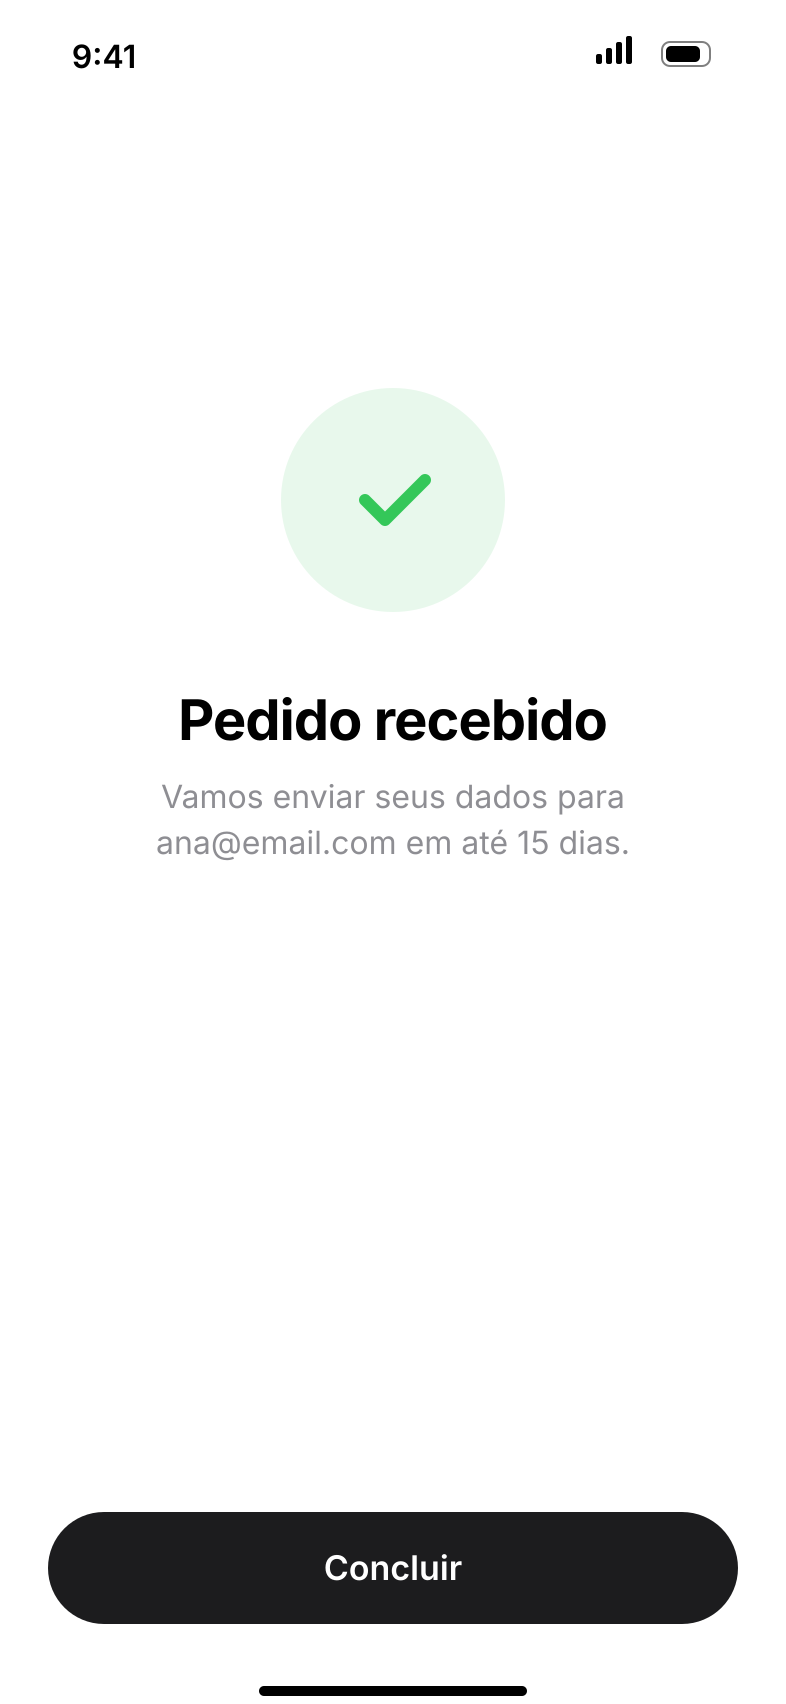 9:41
Pedido recebido
Vamos enviar seus dados para
ana@email.com em até 15 dias.
Concluir